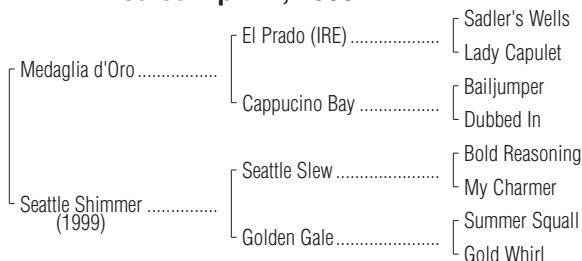 Sadler's Wells
El Prado (IRE)
Lady Capulet
Medaglia d'Oro
Bailjumper
Cappucino Bay
Dubbed In
Bold Reasoning
Seattle Slew
My Charmer
Seattle Shimmer
(1999)
Summer Squall
Golden Gale
Gold Whirl